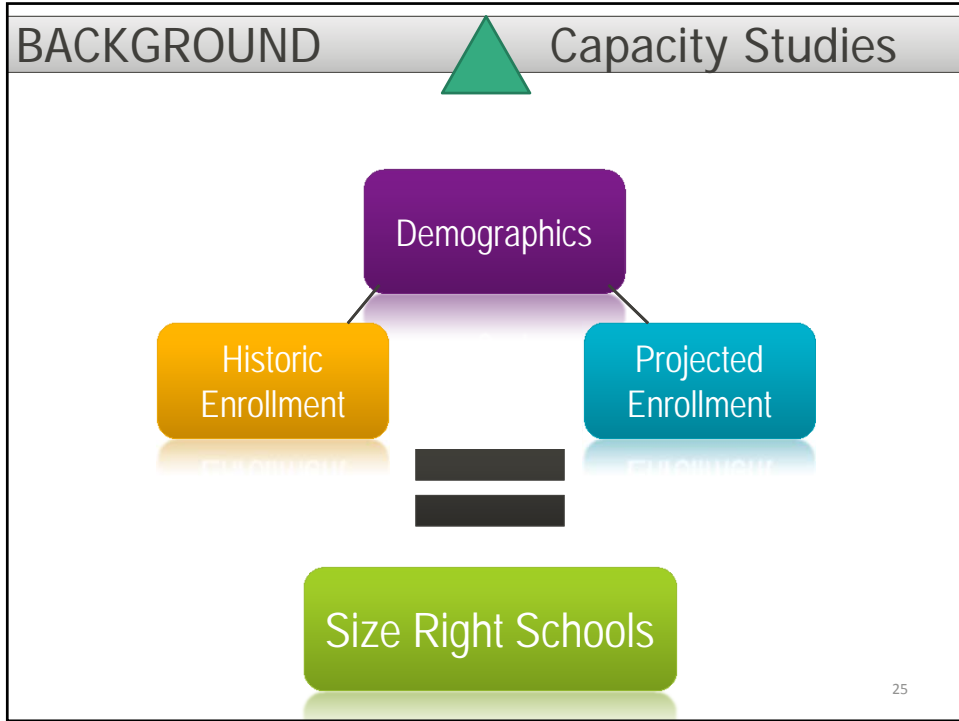 BACKGROUND
Capacity Studies
Demographics
Historic
Enrollment
Projected
Enrollment
Size Right Schools
25